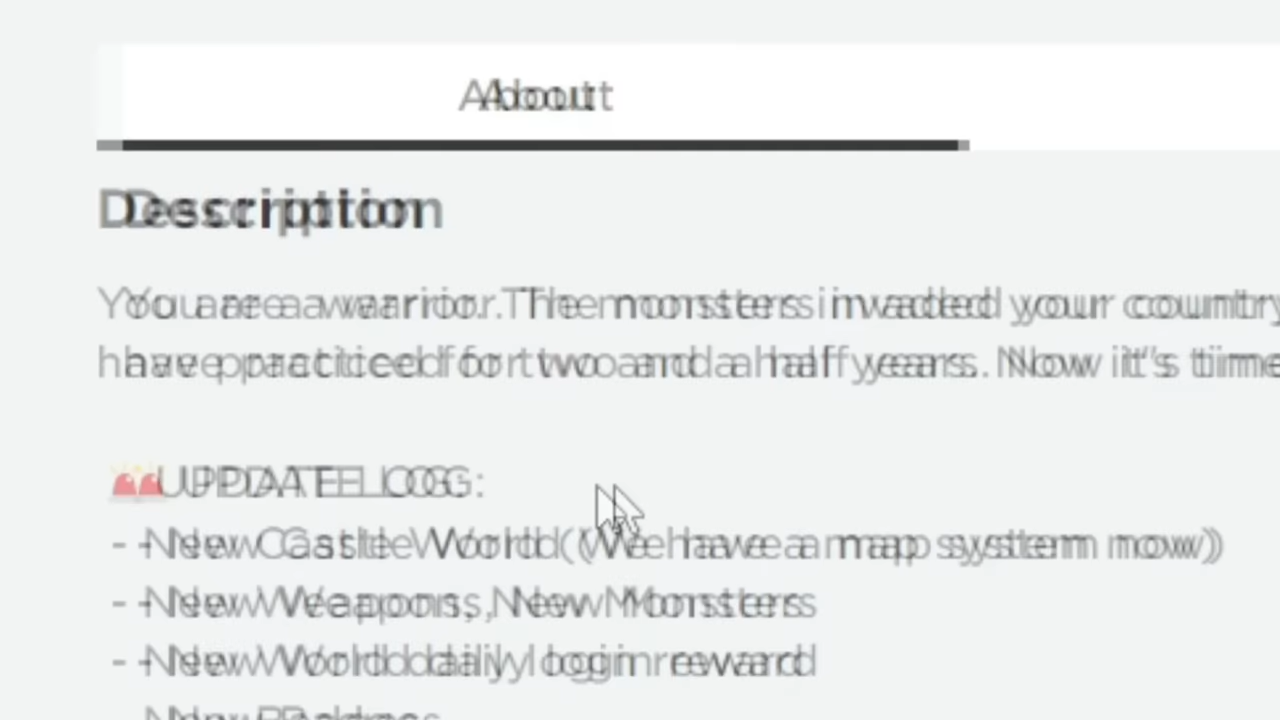 About
Description
You are a warrior. The monsters invaded your country
have practiced for two and a half years. Now it's time
🚨UPDATE LOG:
- New Castle World (We have a map system now)
- New Weapons, New Monsters
- New World daily login reward
New